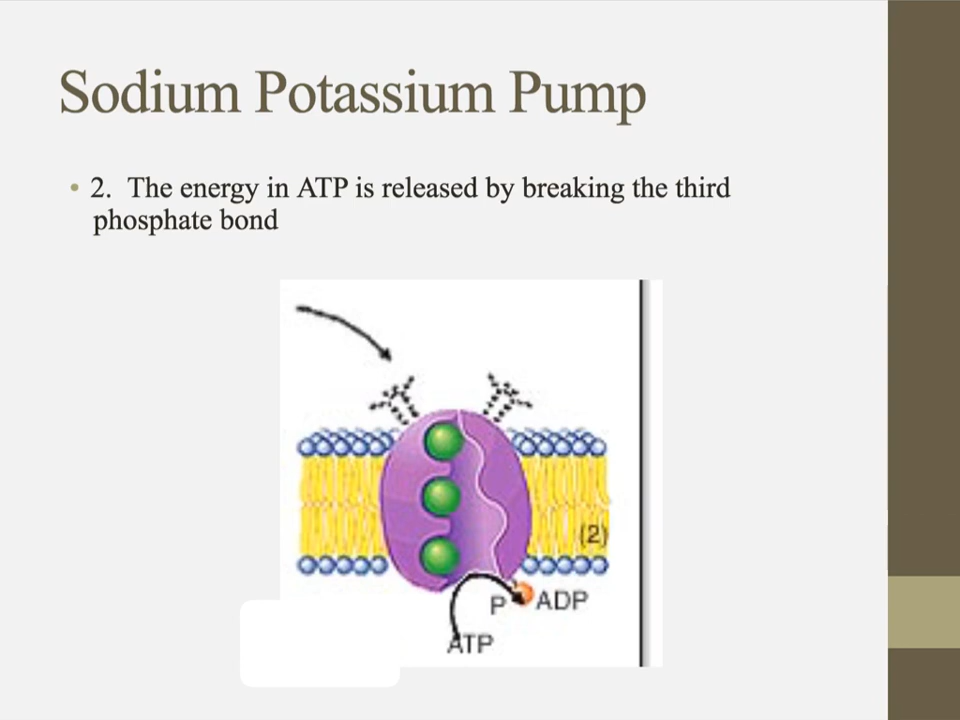 Sodium Potassium Pump
• 2. The energy in ATP is released by breaking the third
phosphate bond
(2)
P ADP
ATP